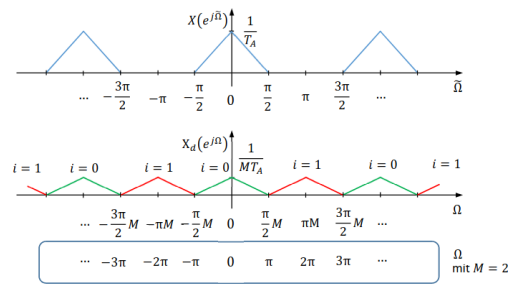 X(e^{jΩ̃}) 1/T_A
⋯ −3π/2 −π −π/2 0 π/2 π 3π/2 ⋯ Ω̃
X_d(e^{jΩ}) 1/MT_A
i = 1 i = 0 i = 1 i = 0 i = 1 i = 0 i = 1
Ω
⋯ −3π/2 M −πM −π/2 M 0 π/2 M πM 3π/2 M ⋯
⋯ −3π −2π −π 0 π 2π 3π ⋯ Ω
mit M = 2